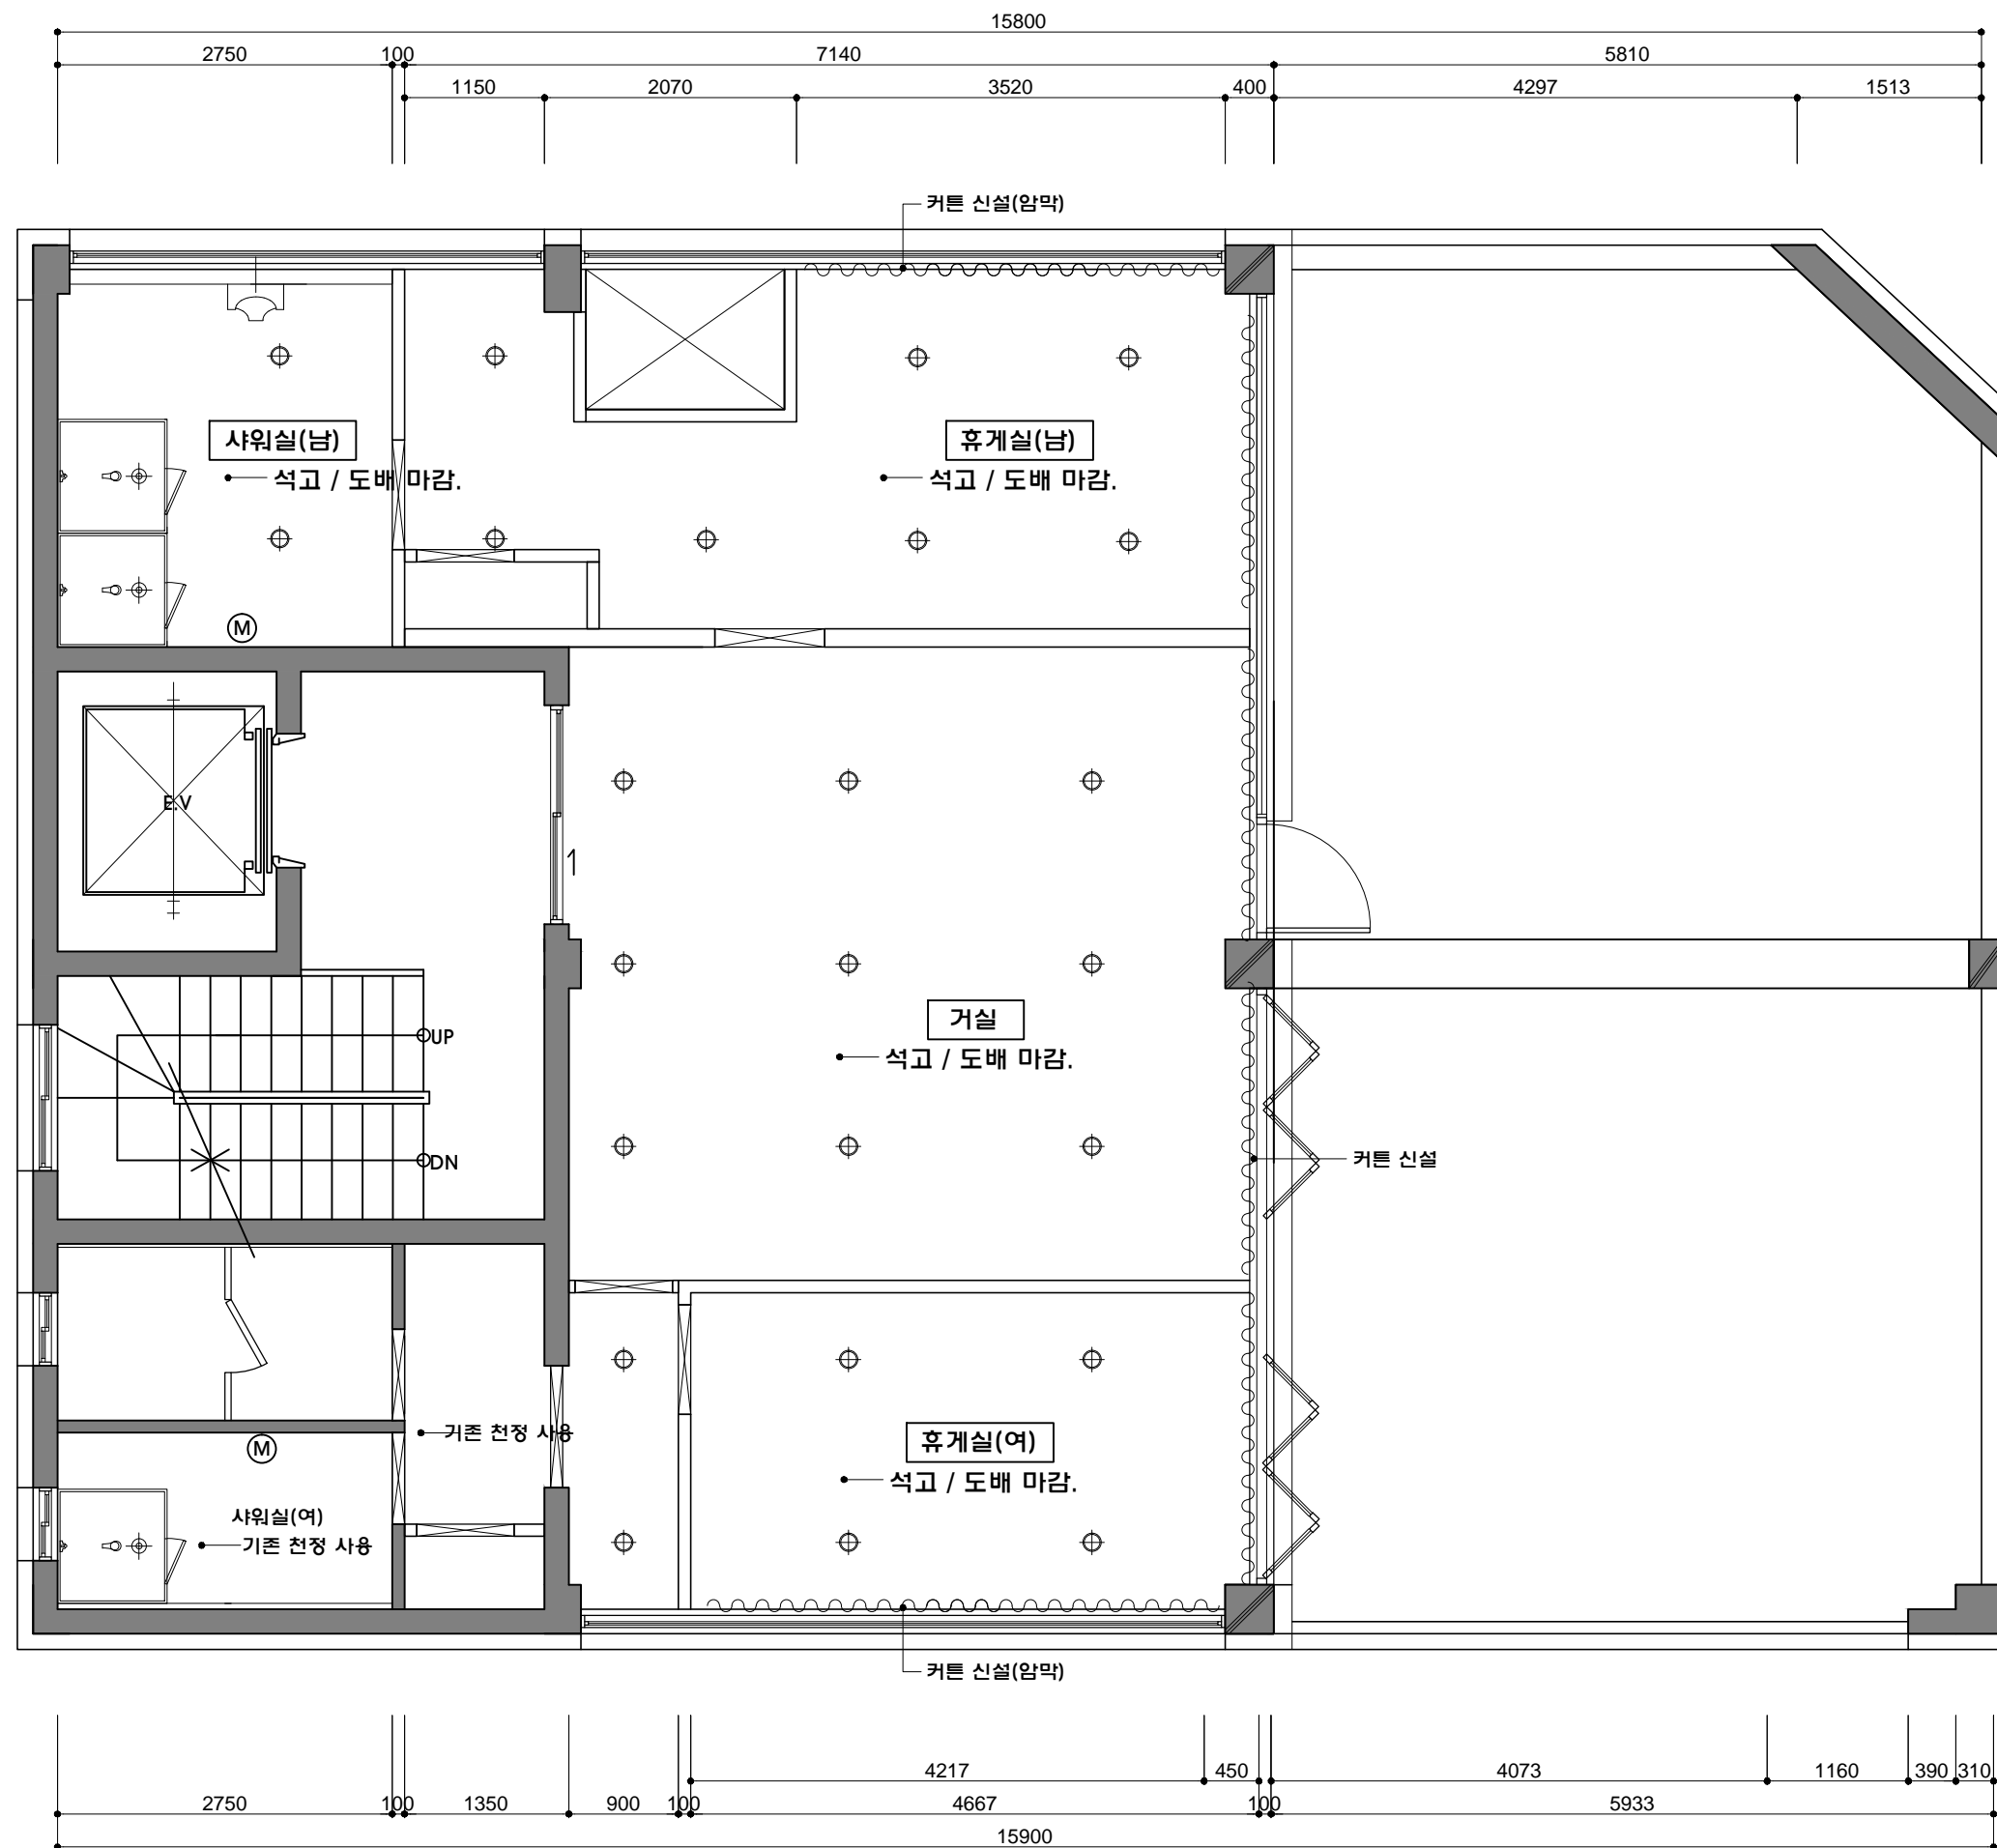 15800
2750 100 7140 5810
1150 2070 3520 400 4297 1513
커튼 신설(암막)
샤워실(남)
석고 / 도배 마감.
휴게실(남)
석고 / 도배 마감.
M
E.V
1
거실
석고 / 도배 마감.
UP
DN
커튼 신설
기존 천정 사용
M
휴게실(여)
석고 / 도배 마감.
샤워실(여)
기존 천정 사용
커튼 신설(암막)
4217 450 4073 1160 390 310
2750 100 1350 900 100 4667 100 5933
15900